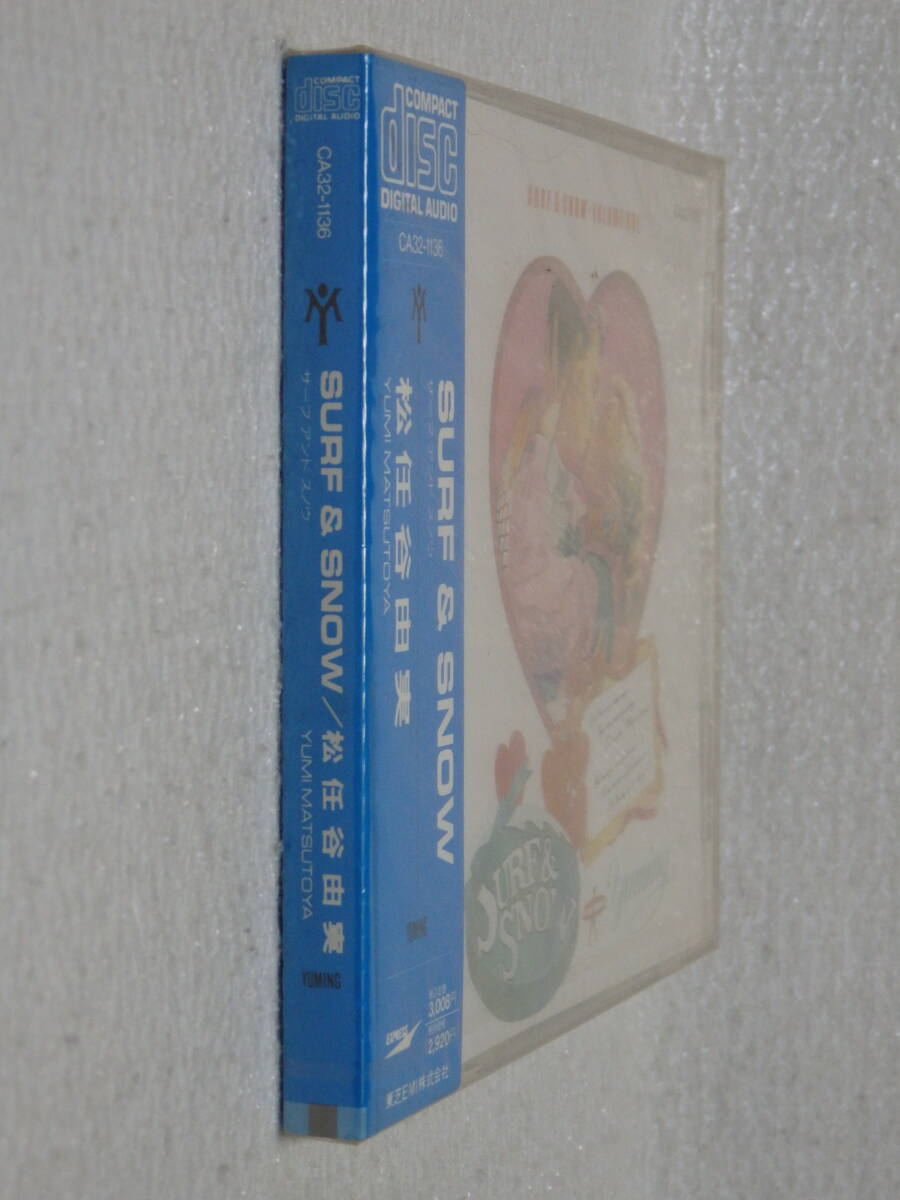 COMPACT
disc
DIGITAL AUDIO
CA32-1136
SURF & SNOW/松任谷由実
サーフ アンド スノウ
YUMI MATSUTOYA
YUMING
COMPACT
disc
DIGITAL AUDIO
CA32-1136
SURF & SNOW
サーフ アンド スノウ
松任谷由実
YUMI MATSUTOYA
YUMING
3,008円
2,920円
EXPRESS
東芝EMI株式会社
SURF &
SNOW
Yuming